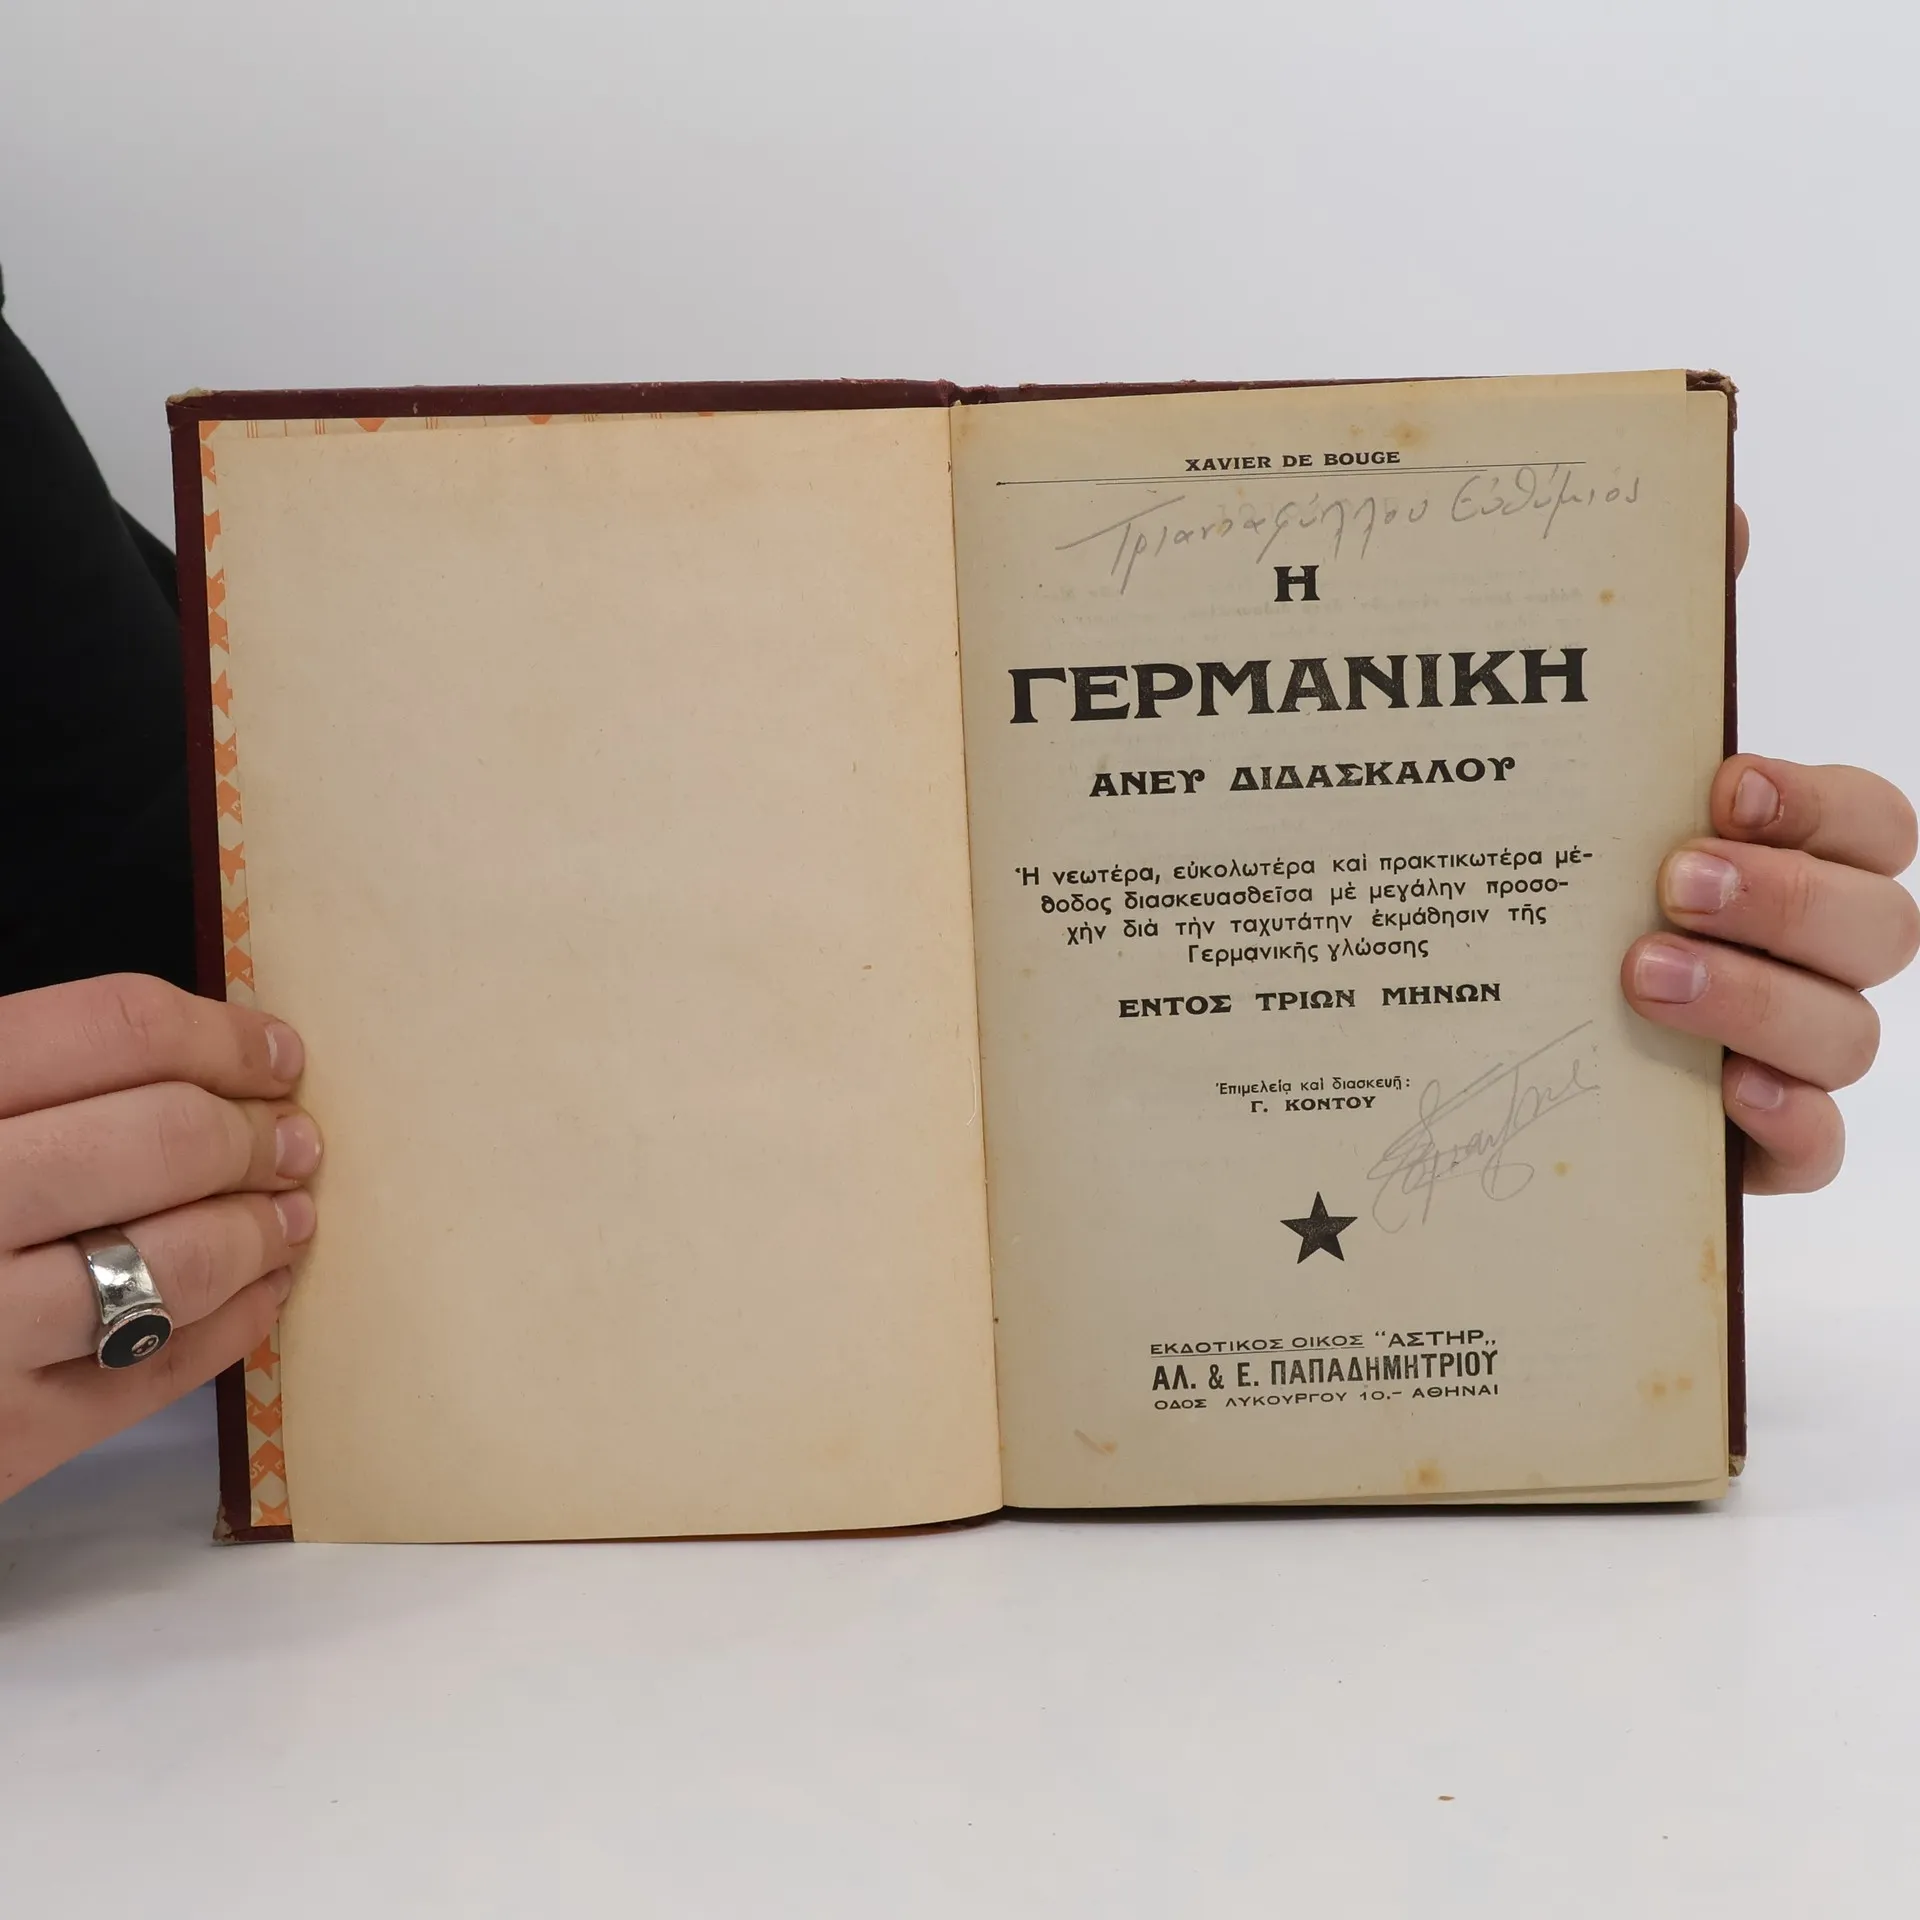 XAVIER DE BOUGE
Τριανταφύλλου Εὐθύμιος
Η
ΓΕΡΜΑΝΙΚΗ
ΑΝΕΥ ΔΙΔΑΣΚΑΛΟΥ
Ἡ νεωτέρα, εὐκολωτέρα καὶ πρακτικωτέρα μέ-
θοδος διασκευασθεῖσα μὲ μεγάλην προσο-
χὴν διὰ τὴν ταχυτάτην ἐκμάθησιν τῆς
Γερμανικῆς γλώσσης
ΕΝΤΟΣ ΤΡΙΩΝ ΜΗΝΩΝ
Ἐπιμελείᾳ καὶ διασκευῇ:
Γ. ΚΟΝΤΟΥ
ΕΚΔΟΤΙΚΟΣ ΟΙΚΟΣ “ΑΣΤΗΡ„
ΑΛ. & Ε. ΠΑΠΑΔΗΜΗΤΡΙΟΥ
ΟΔΟΣ ΛΥΚΟΥΡΓΟΥ 10.– ΑΘΗΝΑΙ